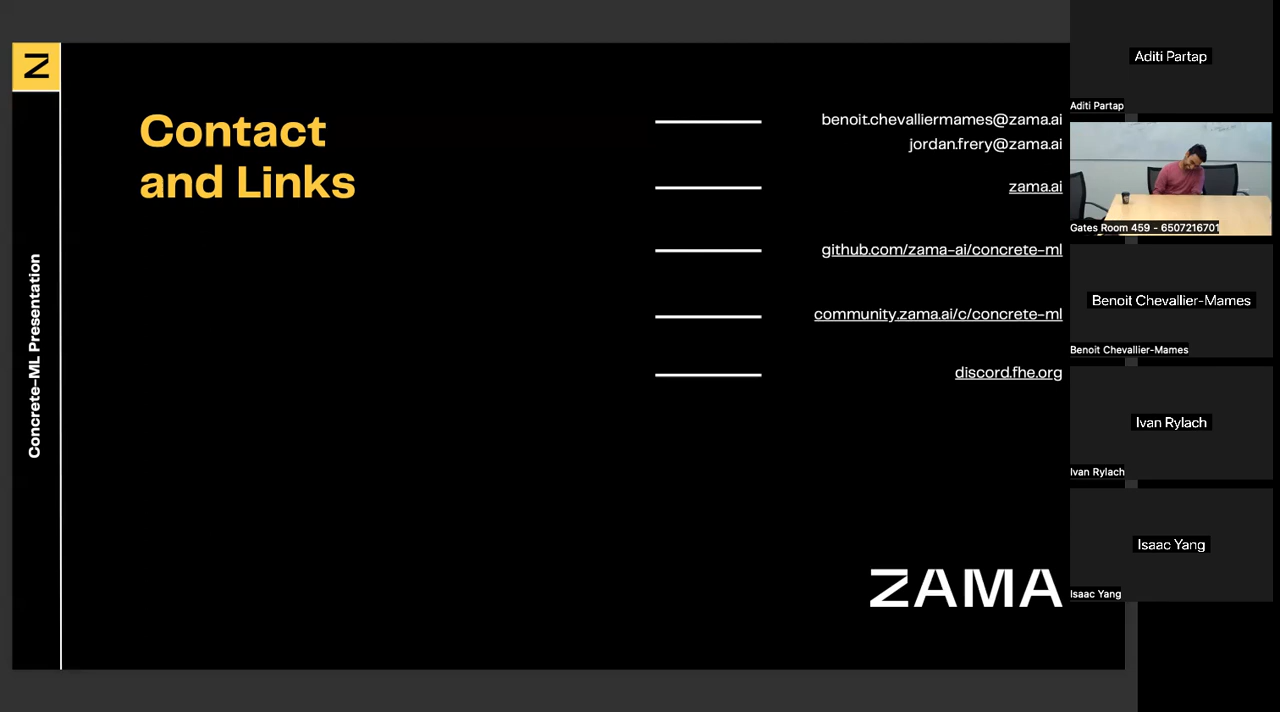 Z
Concrete-ML Presentation
Contact
and Links
benoit.chevalliermames@zama.ai
jordan.frery@zama.ai
zama.ai
github.com/zama-ai/concrete-ml
community.zama.ai/c/concrete-ml
discord.fhe.org
ZAMA
Aditi Partap
Aditi Partap
Gates Room 459 - 6507216701
Benoit Chevallier-Mames
Benoit Chevallier-Mames
Ivan Rylach
Ivan Rylach
Isaac Yang
Isaac Yang